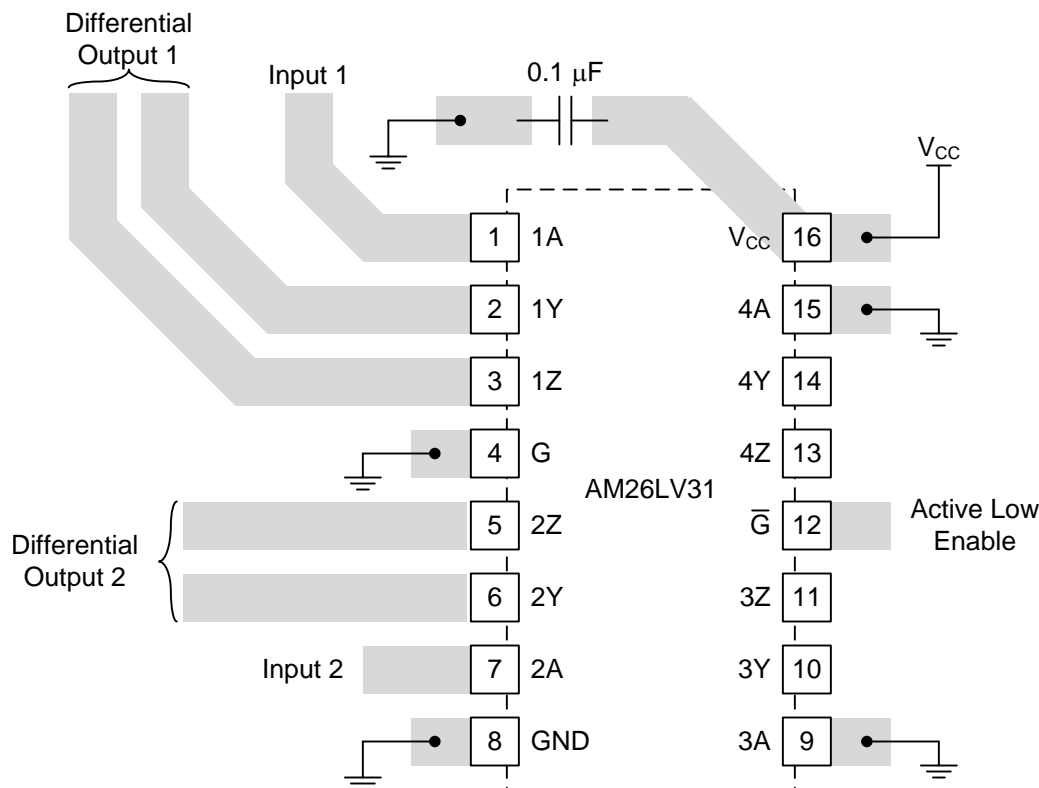 Differential
Output 1
Input 1
0.1 μF
VCC
1 1A
VCC 16
2 1Y
4A 15
3 1Z
4Y 14
4 G
4Z 13
AM26LV31
5 2Z
G̅ 12
Active Low
Enable
Differential
Output 2
6 2Y
3Z 11
Input 2
7 2A
3Y 10
8 GND
3A 9